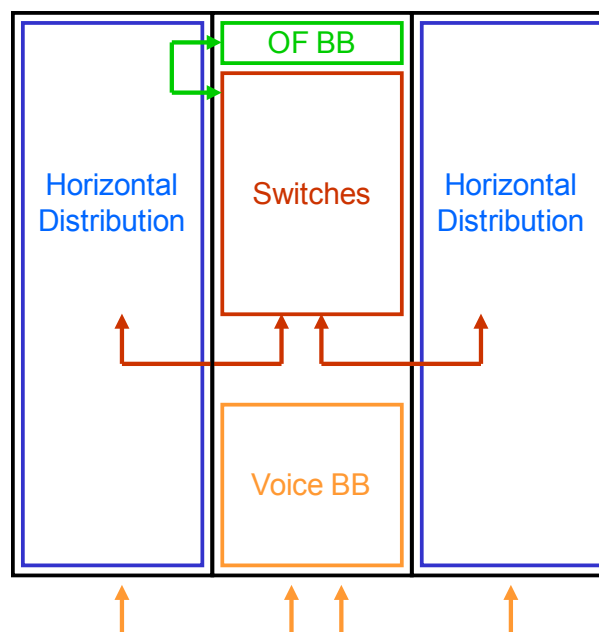 OF BB
Horizontal
Distribution
Switches
Horizontal
Distribution
Voice BB